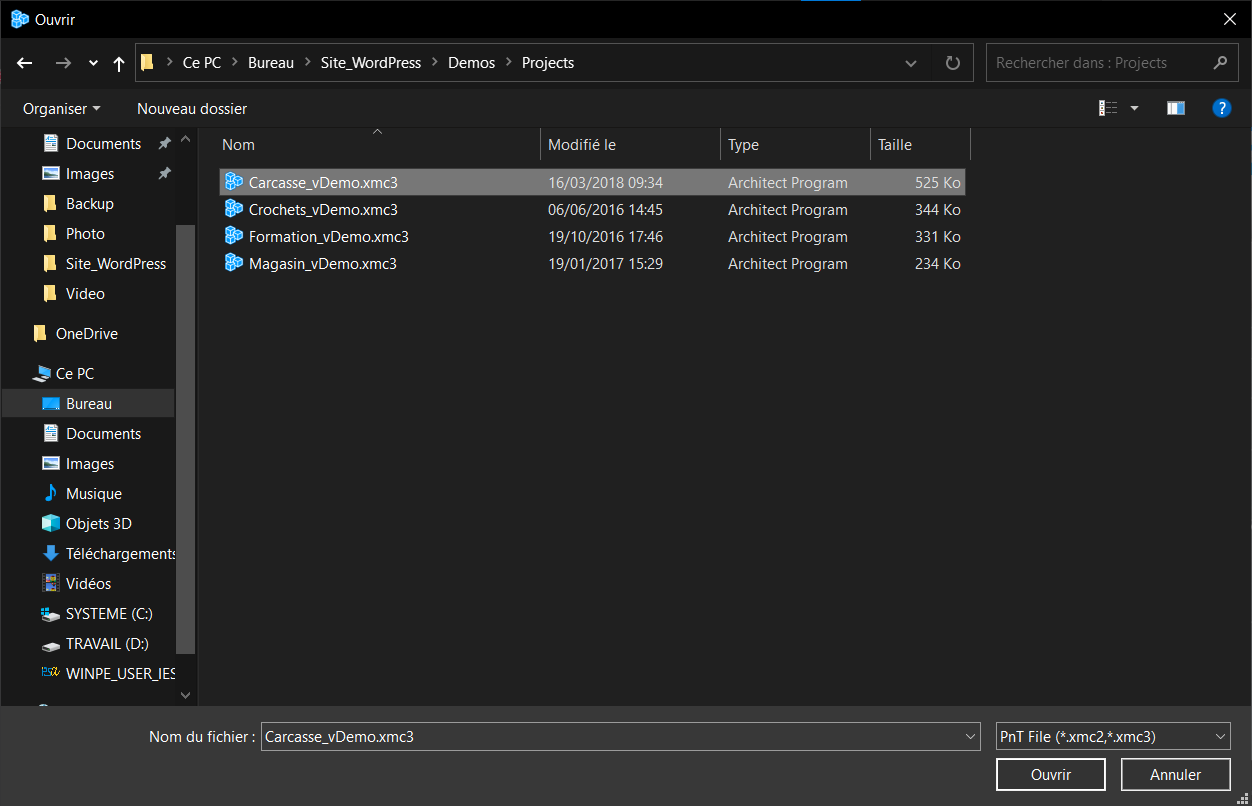 Ouvrir
Ce PC Bureau Site_WordPress Demos Projects
Rechercher dans : Projects
Organiser Nouveau dossier
?
Documents
Images
Backup
Photo
Site_WordPress
Video
OneDrive
Ce PC
Bureau
Documents
Images
Musique
Objets 3D
Téléchargements
Vidéos
SYSTEME (C:)
TRAVAIL (D:)
WINPE_USER_IES
Nom Modifié le Type Taille
Carcasse_vDemo.xmc3 16/03/2018 09:34 Architect Program 525 Ko
Crochets_vDemo.xmc3 06/06/2016 14:45 Architect Program 344 Ko
Formation_vDemo.xmc3 19/10/2016 17:46 Architect Program 331 Ko
Magasin_vDemo.xmc3 19/01/2017 15:29 Architect Program 234 Ko
Nom du fichier : Carcasse_vDemo.xmc3 PnT File (*.xmc2,*.xmc3)
Ouvrir Annuler